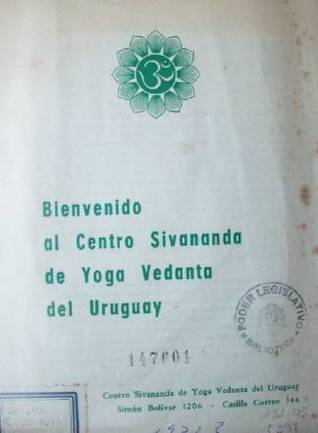 Bienvenido
al Centro Sivananda
de Yoga Vedanta
del Uruguay
PODER LEGISLATIVO
147604
Centro Sivananda de Yoga Vedanta del Uruguay
Simón Bolívar 1206 - Casilla Correo 146